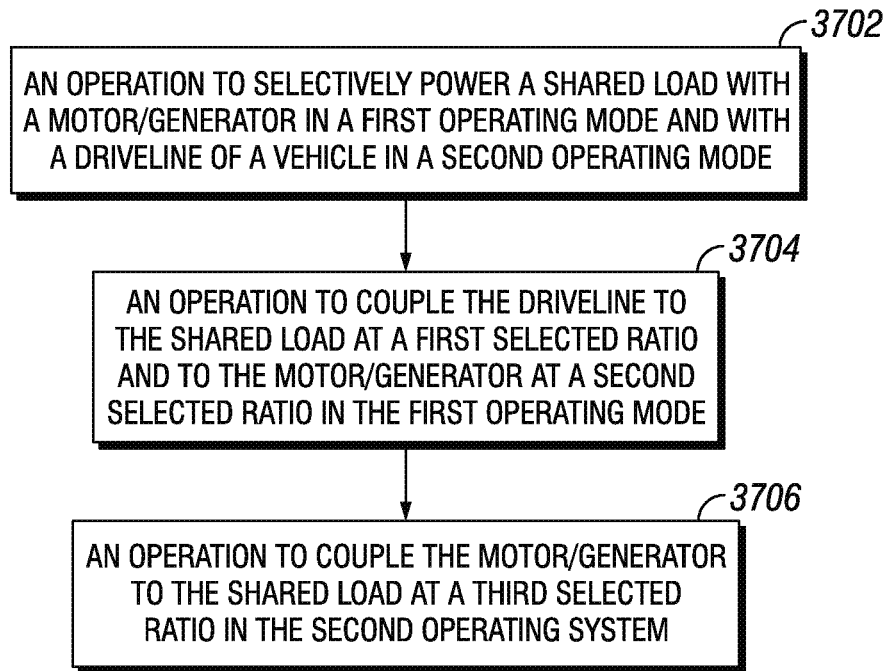 3702
AN OPERATION TO SELECTIVELY POWER A SHARED LOAD WITH
A MOTOR/GENERATOR IN A FIRST OPERATING MODE AND WITH
A DRIVELINE OF A VEHICLE IN A SECOND OPERATING MODE
3704
AN OPERATION TO COUPLE THE DRIVELINE TO
THE SHARED LOAD AT A FIRST SELECTED RATIO
AND TO THE MOTOR/GENERATOR AT A SECOND
SELECTED RATIO IN THE FIRST OPERATING MODE
3706
AN OPERATION TO COUPLE THE MOTOR/GENERATOR
TO THE SHARED LOAD AT A THIRD SELECTED
RATIO IN THE SECOND OPERATING SYSTEM